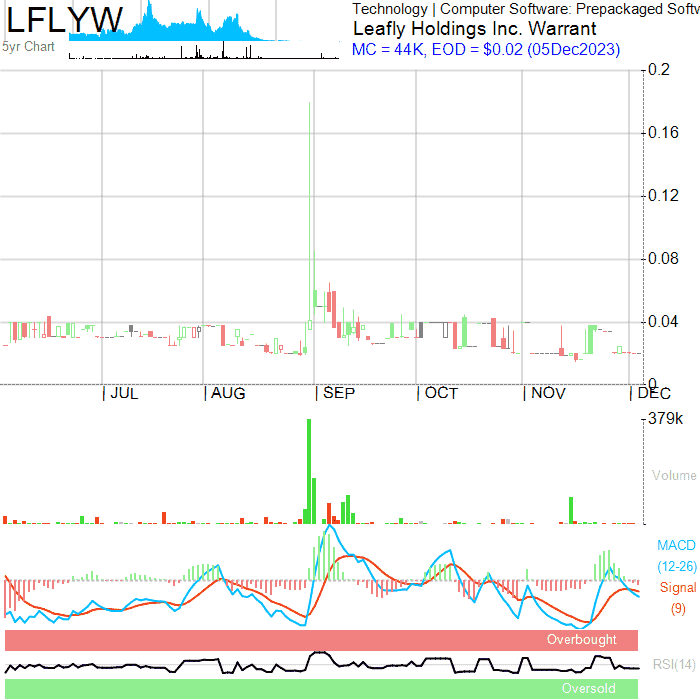 LFLYW
5yr Chart
Technology | Computer Software: Prepackaged Softw
Leafly Holdings Inc. Warrant
MC = 44K, EOD = $0.02 (05Dec2023)
0.2
0.16
0.12
0.08
0.04
0
JUL AUG SEP OCT NOV DEC
379k
Volume
MACD
(12-26)
Signal
(9)
Overbought
RSI(14)
Oversold